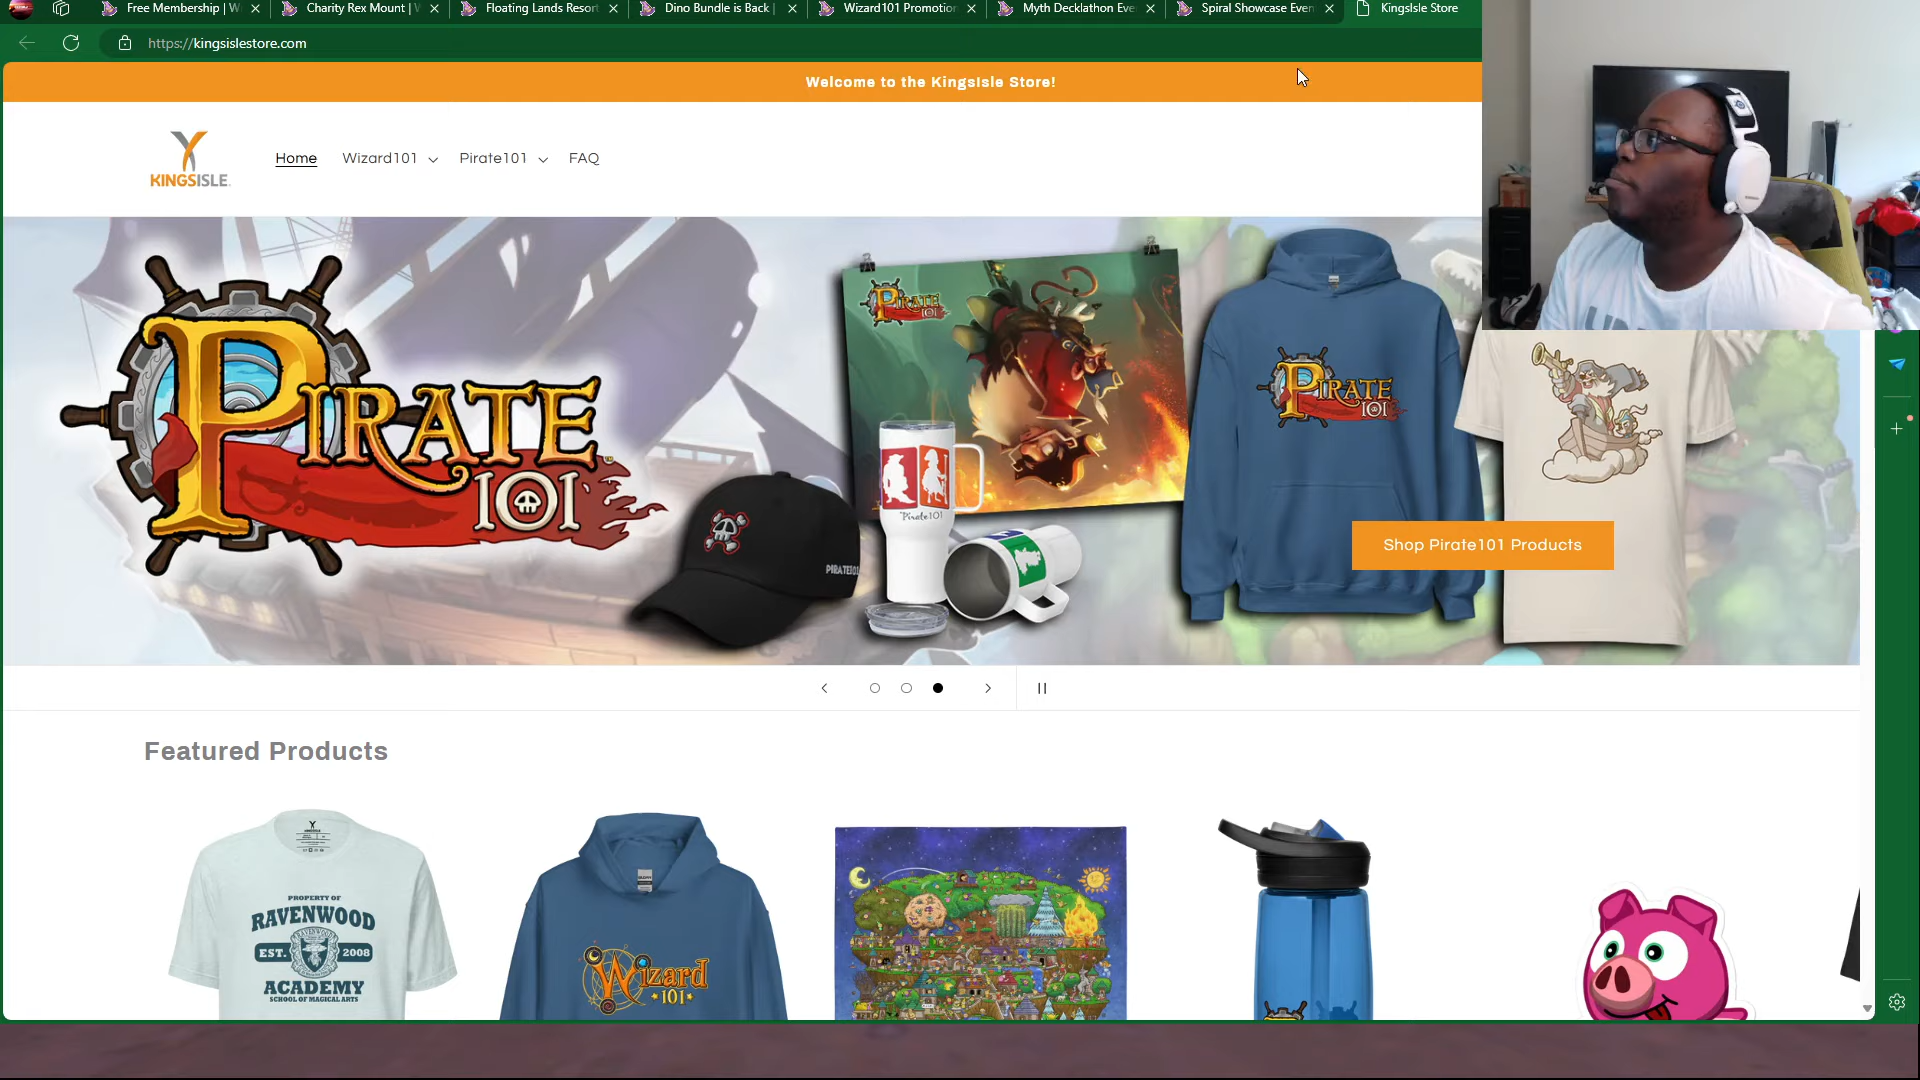 Free Membership | W
Charity Rex Mount | W
Floating Lands Resort
Dino Bundle is Back |
Wizard101 Promotion
Myth Decklathon Eve
Spiral Showcase Even
KingsIsle Store
https://kingsislestore.com
Welcome to the KingsIsle Store!
KINGSISLE
Home
Wizard101
Pirate101
FAQ
PIRATE
101
PIRATE
101
Pirate101
PIRATE101
PIRATE
101
Shop Pirate101 Products
Featured Products
PROPERTY OF
RAVENWOOD
EST. 2008
ACADEMY
SCHOOL OF MAGICAL ARTS
Wizard
101